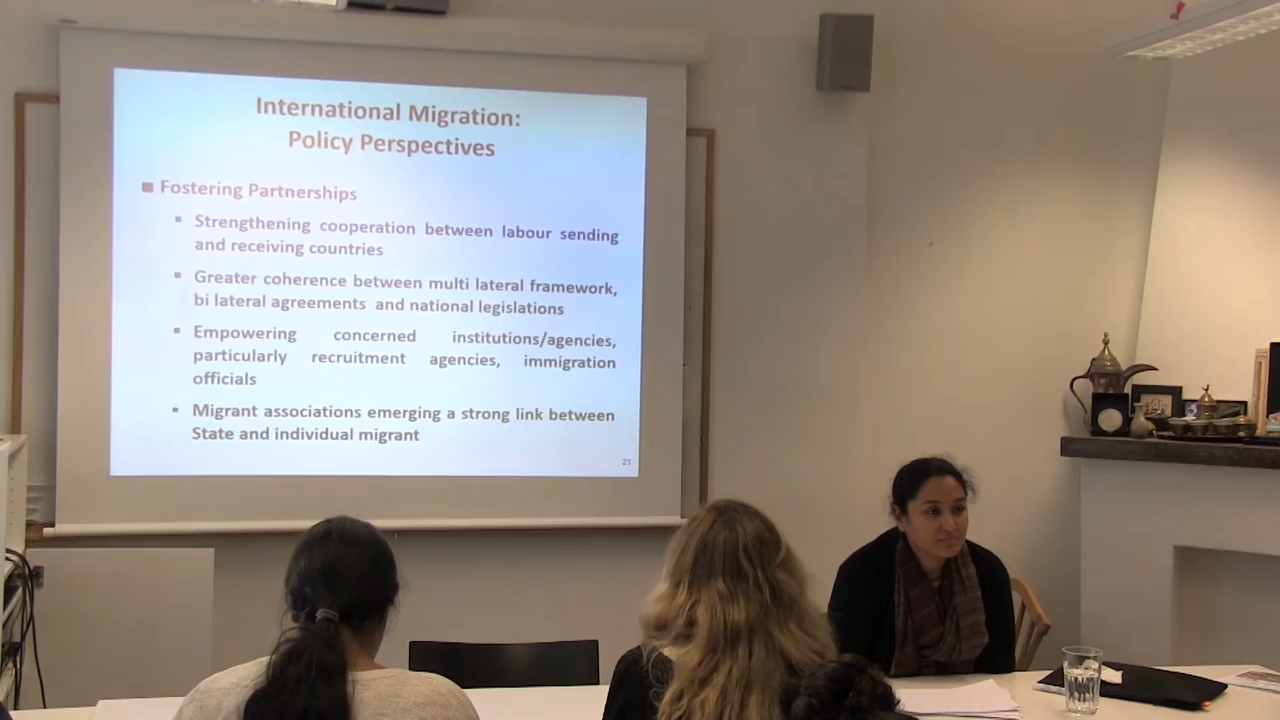 International Migration:
Policy Perspectives
Fostering Partnerships
Strengthening cooperation between labour sending
and receiving countries
Greater coherence between multi lateral framework,
bi lateral agreements and national legislations
Empowering concerned institutions/agencies,
particularly recruitment agencies, immigration
officials
Migrant associations emerging a strong link between
State and individual migrant
21